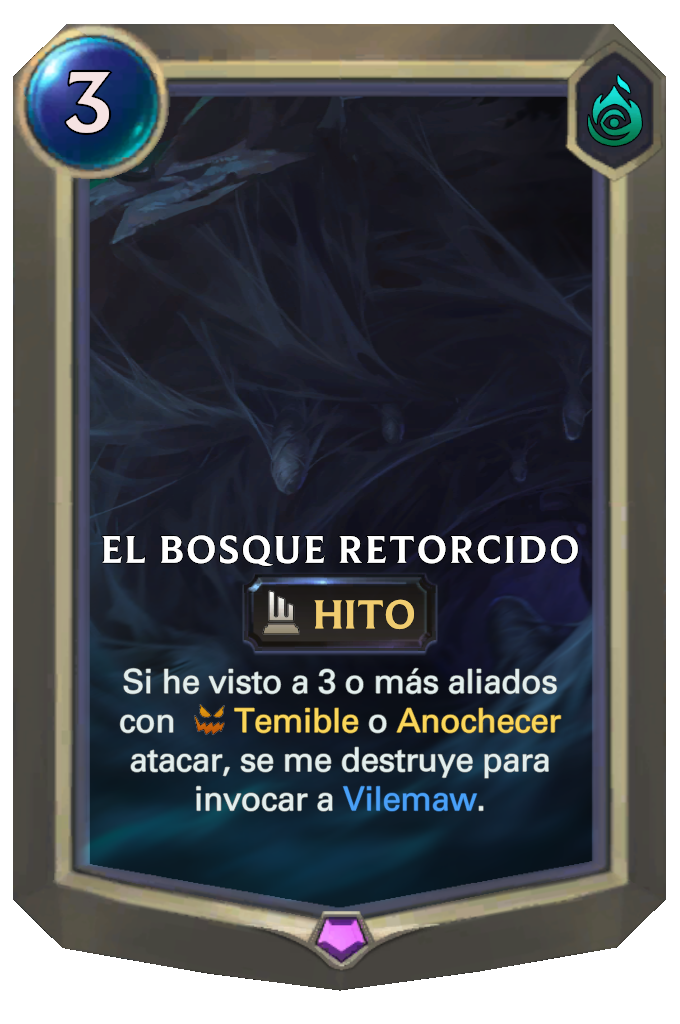 3
EL BOSQUE RETORCIDO
HITO
Si he visto a 3 o más aliados
con Temible o Anochecer
atacar, se me destruye para
invocar a Vilemaw.